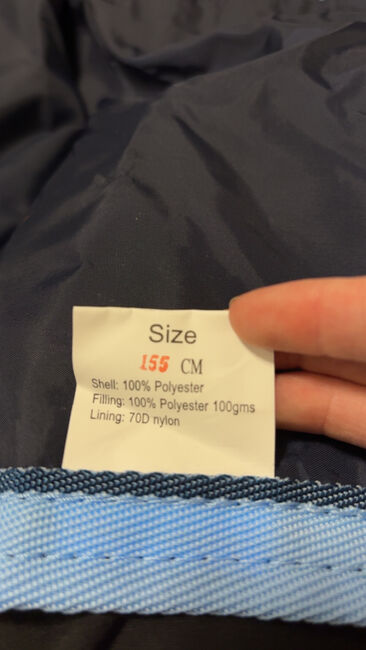 Size
155 CM
Shell: 100% Polyester
Filling: 100% Polyester 100gms
Lining: 70D nylon